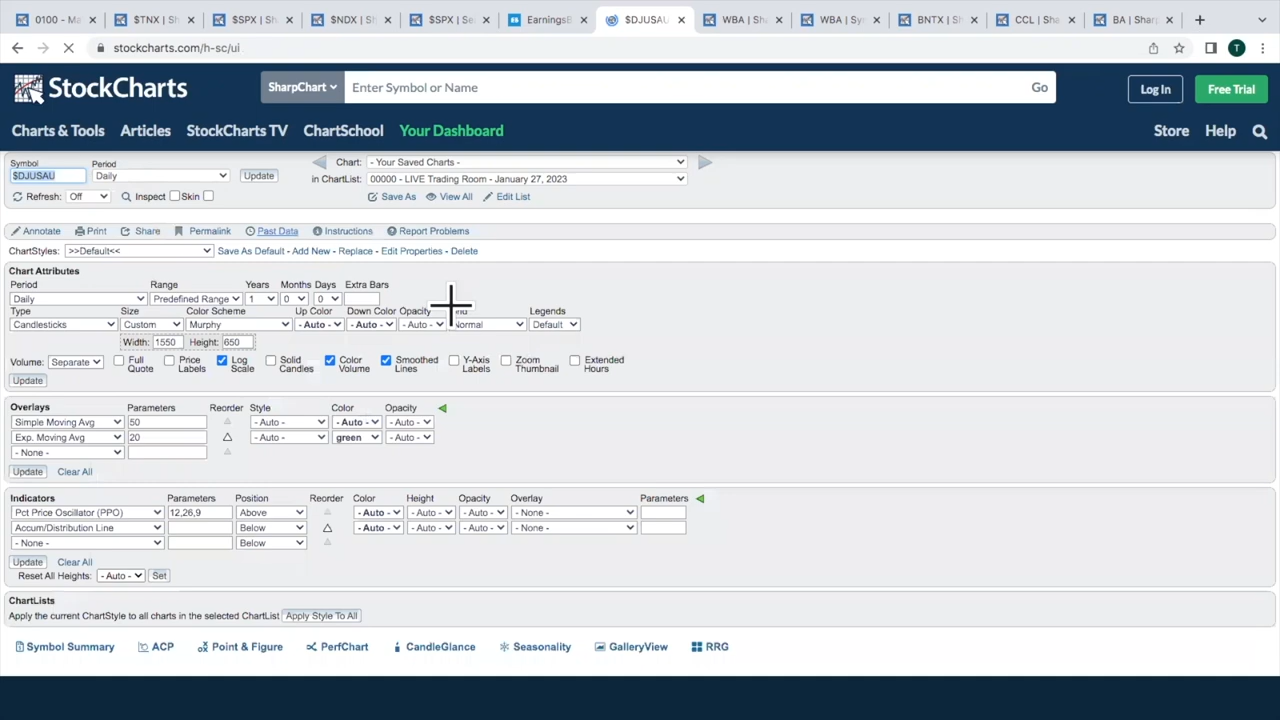 0100 - Ma
$TNX | Sh
$SPX | Sh
$NDX | Sh
$SPX | Se
EarningsB
$DJUSAU
WBA | Sha
WBA | Syn
BNTX | Sh
CCL | Sha
BA | Sharp
stockcharts.com/h-sc/ui
T
StockCharts
SharpChart
Enter Symbol or Name
Go
Log In
Free Trial
Charts & Tools
Articles
StockCharts TV
ChartSchool
Your Dashboard
Store
Help
Symbol
Period
Chart: - Your Saved Charts -
$DJUSAU
Daily
Update
in ChartList: 00000 - LIVE Trading Room - January 27, 2023
Refresh: Off
Inspect
Skin
Save As
View All
Edit List
Annotate
Print
Share
Permalink
Past Data
Instructions
Report Problems
ChartStyles: >>Default<<
Save As Default - Add New - Replace - Edit Properties - Delete
Chart Attributes
Period Range Years Months Days Extra Bars
Daily Predefined Range 1 0 0
Type Size Color Scheme Up Color Down Color Opacity Legends
Candlesticks Custom Murphy - Auto - - Auto - - Auto - Normal Default
Width: 1550 Height: 650
Volume: Separate
Full Quote
Price Labels
Log Scale
Solid Candles
Color Volume
Smoothed Lines
Y-Axis Labels
Zoom Thumbnail
Extended Hours
Update
Overlays Parameters Reorder Style Color Opacity
Simple Moving Avg 50 - Auto - - Auto - - Auto -
Exp. Moving Avg 20 - Auto - green - Auto -
- None -
Update Clear All
Indicators Parameters Position Reorder Color Height Opacity Overlay Parameters
Pct Price Oscillator (PPO) 12,26,9 Above - Auto - - Auto - - Auto - - None -
Accum/Distribution Line Below - Auto - - Auto - - Auto - - None -
- None - Below
Update Clear All
Reset All Heights: - Auto - Set
ChartLists
Apply the current ChartStyle to all charts in the selected ChartList Apply Style To All
Symbol Summary
ACP
Point & Figure
PerfChart
CandleGlance
Seasonality
GalleryView
RRG